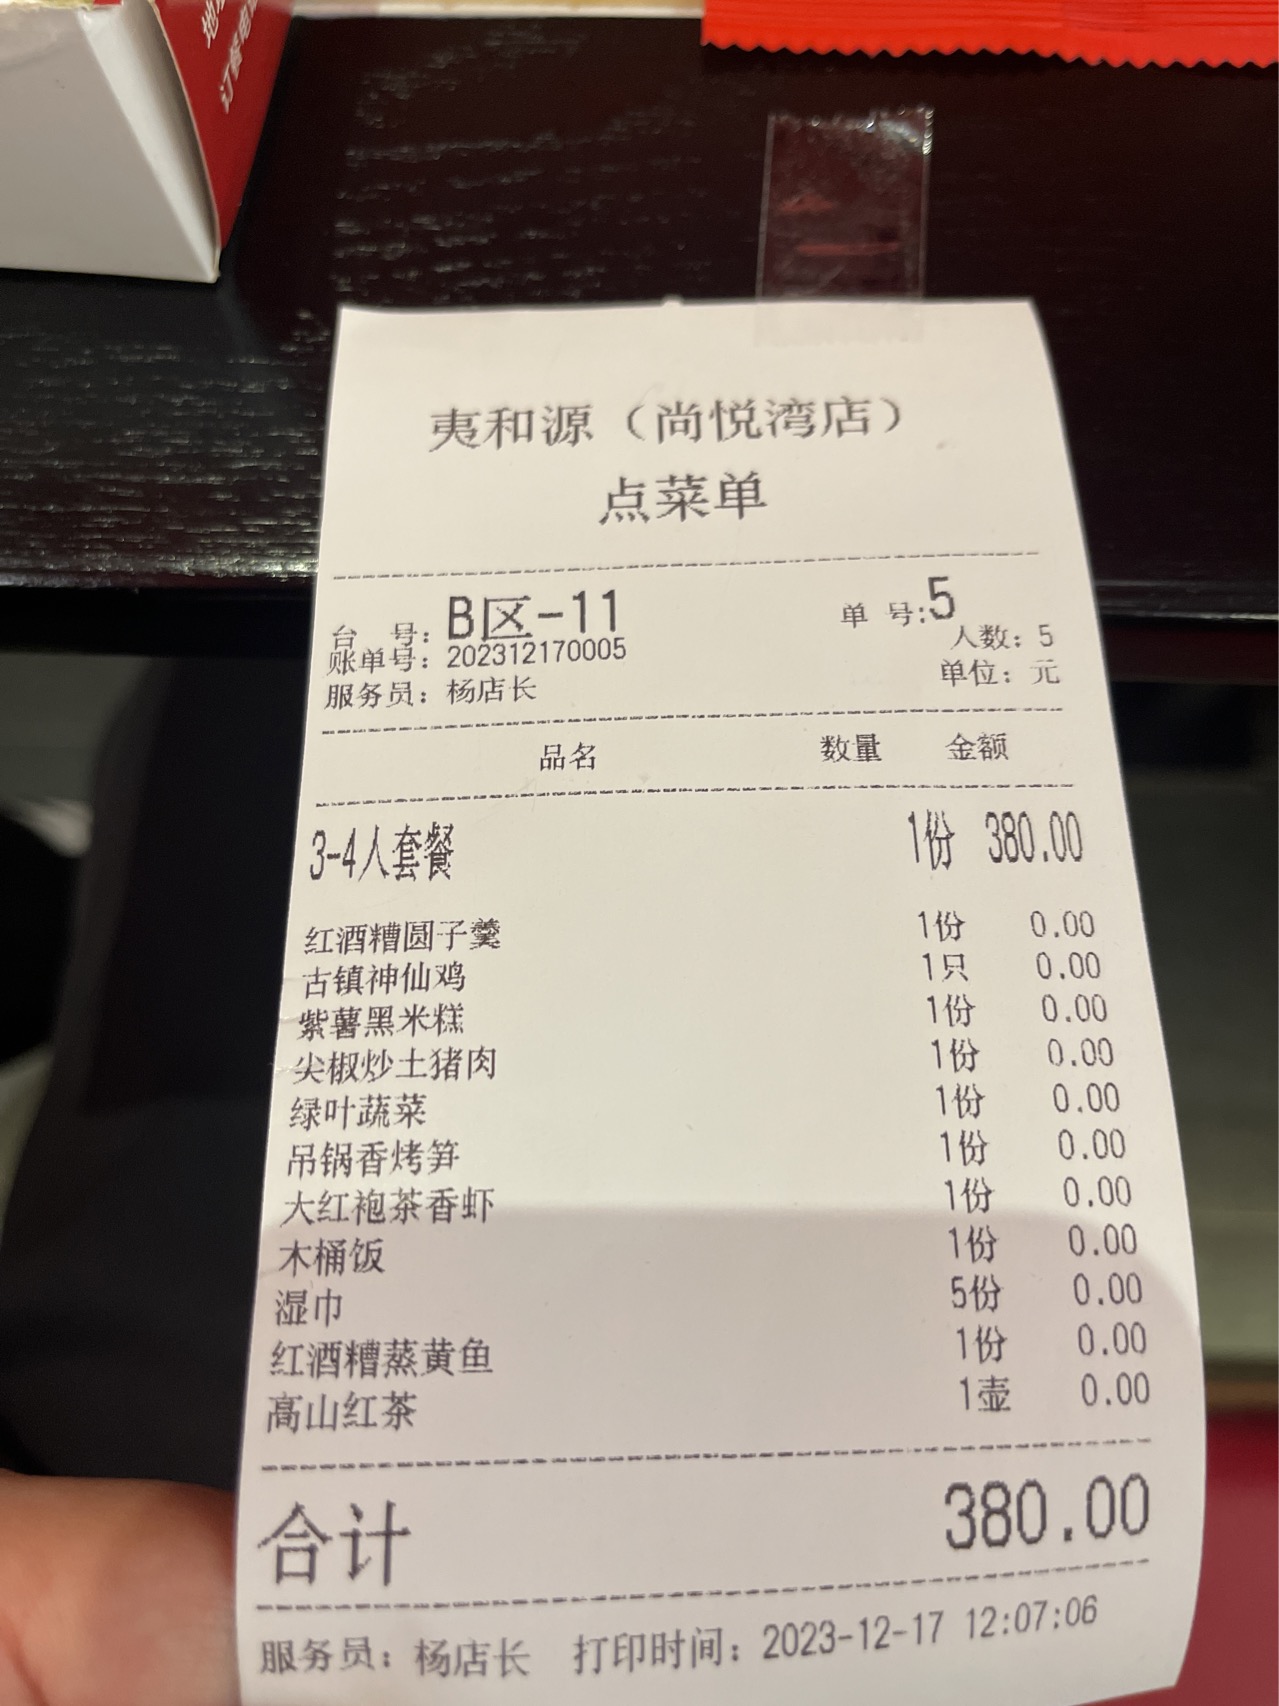 订餐电
夷和源（尚悦湾店）
点菜单
台 号：B区-11 单 号:5
人数：5
账单号：202312170005
单位：元
服务员：杨店长
品名 数量 金额
3-4人套餐 1份 380.00
红酒糟圆子羹 1份 0.00
古镇神仙鸡 1只 0.00
紫薯黑米糕 1份 0.00
尖椒炒土猪肉 1份 0.00
绿叶蔬菜 1份 0.00
吊锅香烤笋 1份 0.00
大红袍茶香虾 1份 0.00
木桶饭 1份 0.00
湿巾 5份 0.00
红酒糟蒸黄鱼 1份 0.00
高山红茶 1壶 0.00
合计 380.00
服务员：杨店长 打印时间：2023-12-17 12:07:06